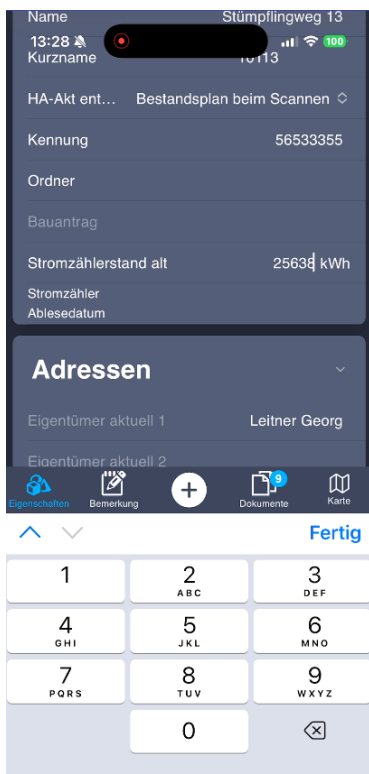 Name Stümpflingweg 13
13:28 100
Kurzname 10113
HA-Akt ent... Bestandsplan beim Scannen
Kennung 56533355
Ordner
Bauantrag
Stromzählerstand alt 25638 kWh
Stromzähler
Ablesedatum
Adressen
Eigentümer aktuell 1 Leitner Georg
Eigentümer aktuell 2
9
Eigenschaften Bemerkung Dokumente Karte
Fertig
1 2 3
ABC DEF
4 5 6
GHI JKL MNO
7 8 9
PQRS TUV WXYZ
0